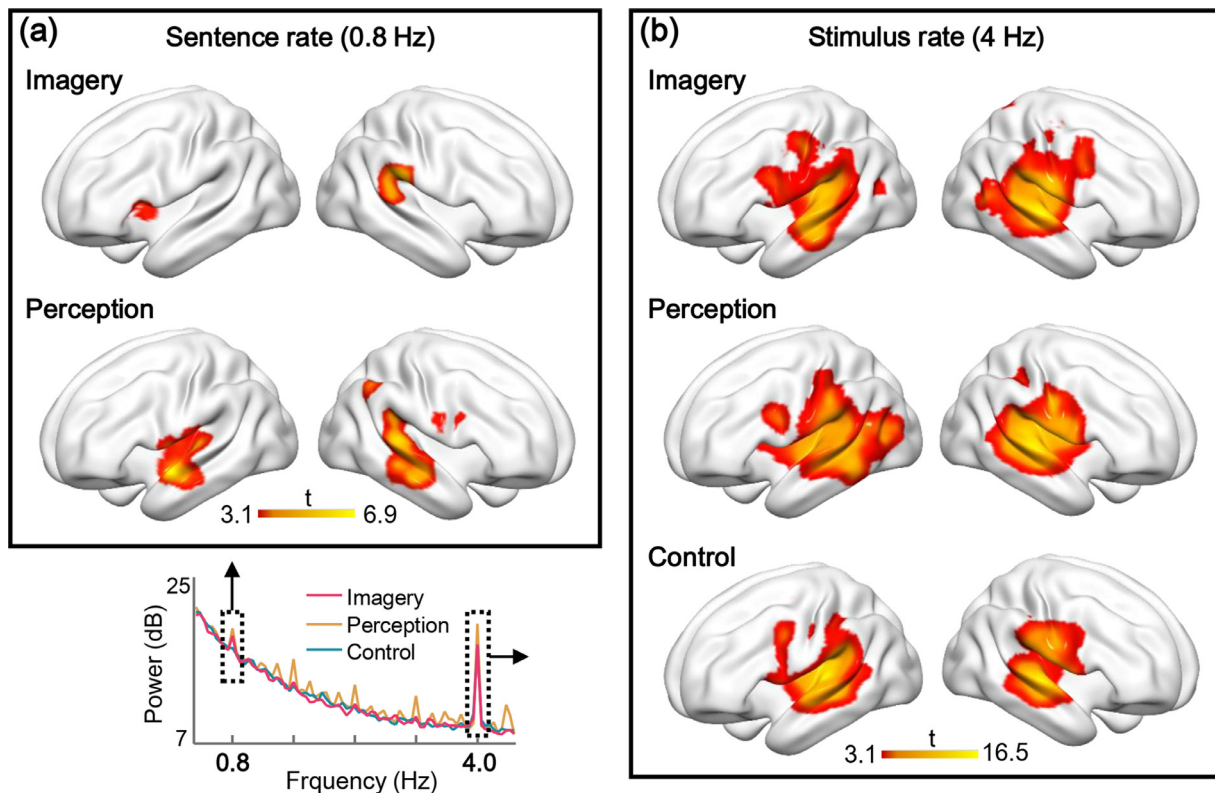 (a)
Sentence rate (0.8 Hz)
Imagery
Perception
t
3.1
6.9
25
Imagery
Perception
Control
Power (dB)
7
0.8
4.0
Frquency (Hz)
(b)
Stimulus rate (4 Hz)
Imagery
Perception
Control
t
3.1
16.5